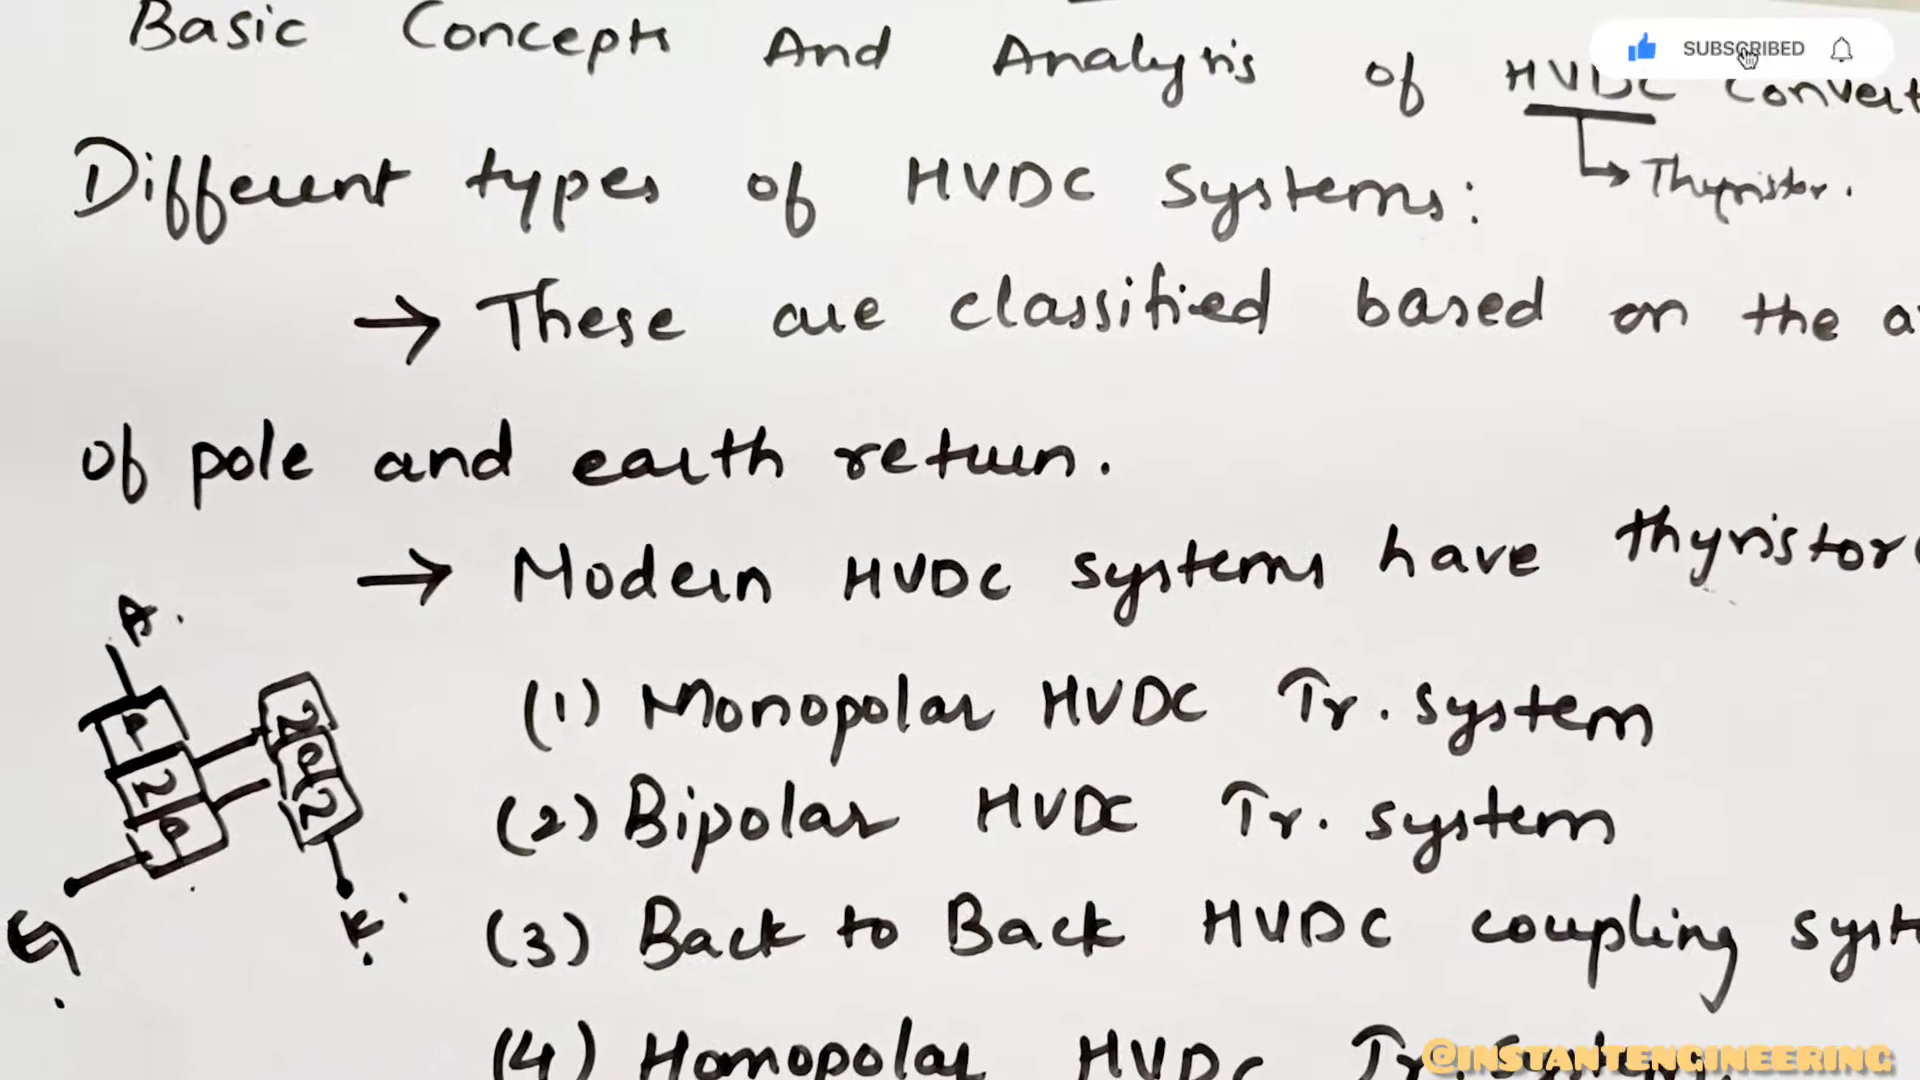 Basic Concepts And Analysis of HVDC Convert
SUBSCRIBED
Different types of HVDC Systems:
Thyristor.
→ These are classified based on the a
of pole and earth return.
→ Modern HVDC systems have thyristor
A.
(1) Monopolar HVDC Tr. system
P
n
P
n
P
n
(2) Bipolar HVDC Tr. system
G
K
(3) Back to Back HVDC coupling syst
(4) Homopolar HVDC Tr. System
@INSTANTENGINEERING